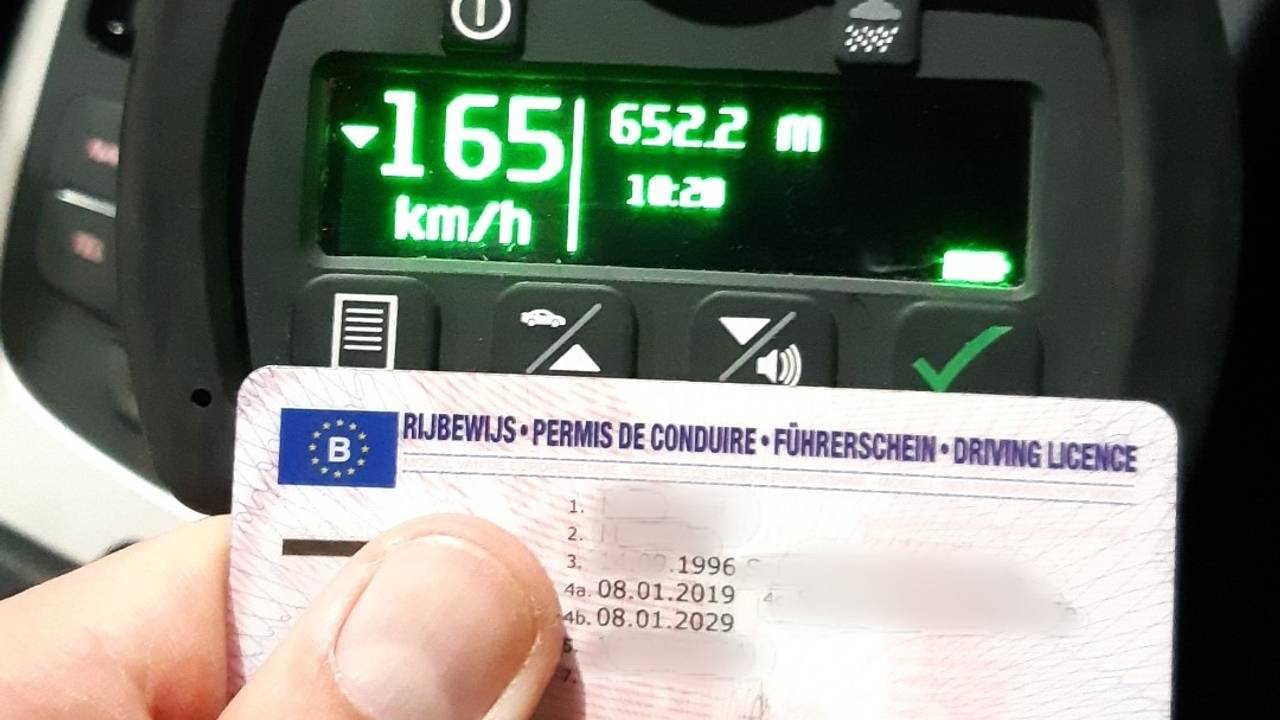 165
km/h
652.2 m
10:20
B
RIJBEWIJS • PERMIS DE CONDUIRE • FÜHRERSCHEIN • DRIVING LICENCE
1.
2.
3. .1996
4a. 08.01.2019
4b. 08.01.2029
5.
7.